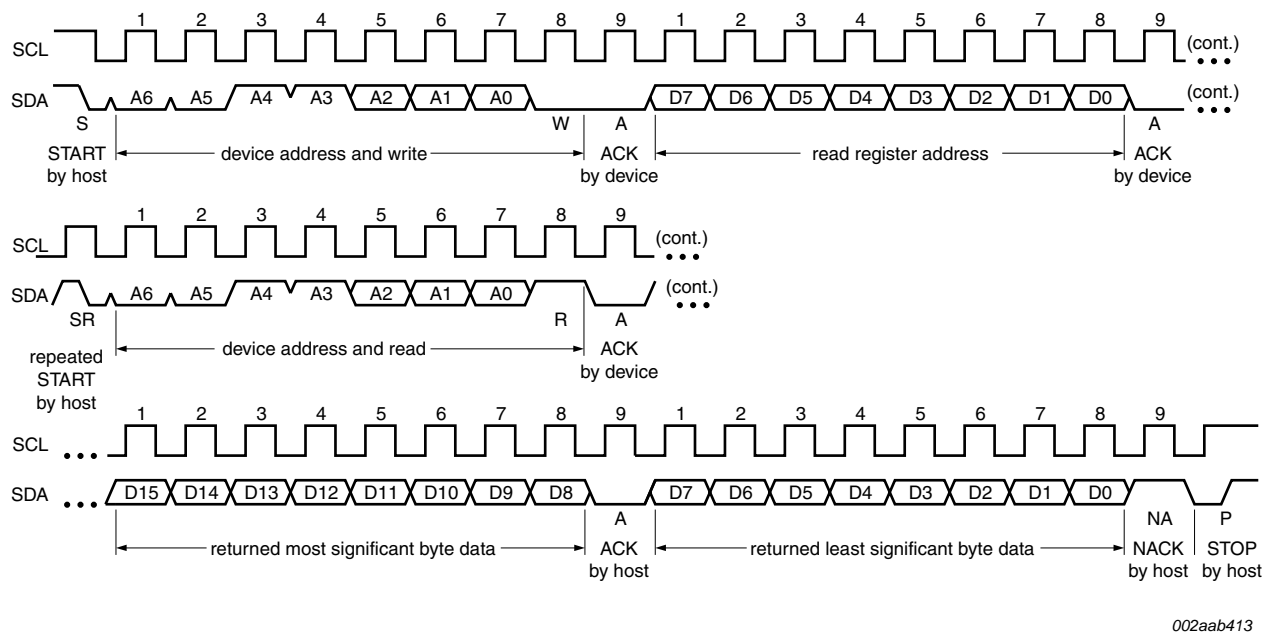 1 2 3 4 5 6 7 8 9 1 2 3 4 5 6 7 8 9
SCL (cont.)
SDA A6 A5 A4 A3 A2 A1 A0 D7 D6 D5 D4 D3 D2 D1 D0 (cont.)
S W A A
START by host
device address and write
ACK by device
read register address
ACK by device
1 2 3 4 5 6 7 8 9
SCL (cont.)
SDA A6 A5 A4 A3 A2 A1 A0 (cont.)
SR R A
repeated START by host
device address and read
ACK by device
1 2 3 4 5 6 7 8 9 1 2 3 4 5 6 7 8 9
SCL
SDA D15 D14 D13 D12 D11 D10 D9 D8 D7 D6 D5 D4 D3 D2 D1 D0
A NA P
returned most significant byte data
ACK by host
returned least significant byte data
NACK by host
STOP by host
002aab413